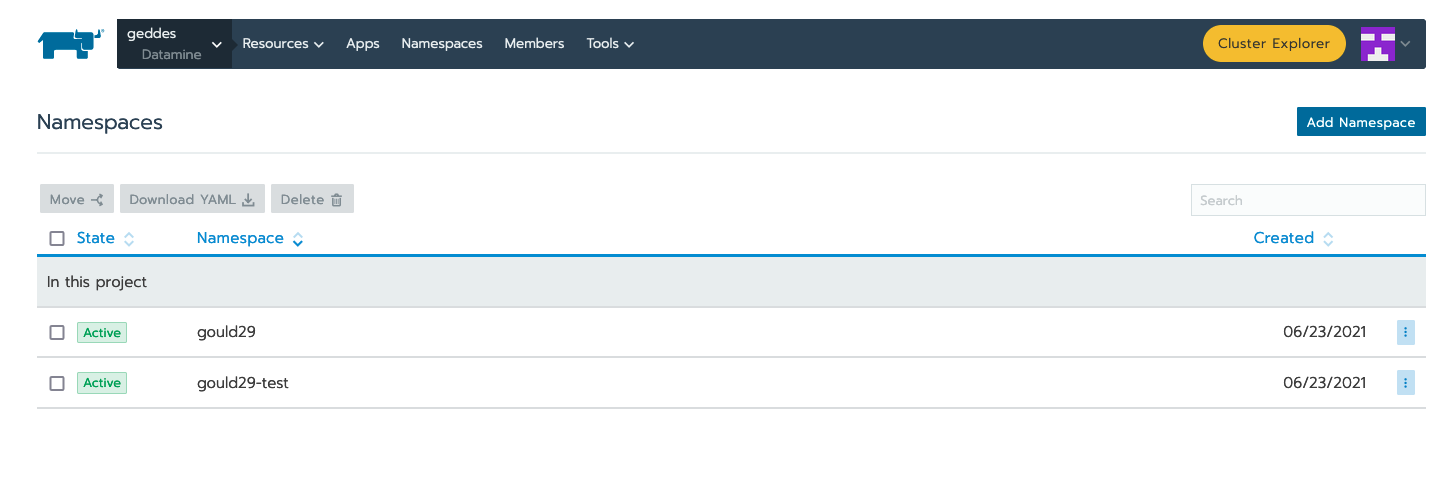 geddes
Datamine
Resources Apps Namespaces Members Tools Cluster Explorer
Namespaces Add Namespace
Move Download YAML Delete Search
State Namespace Created
In this project
Active gould29 06/23/2021
Active gould29-test 06/23/2021